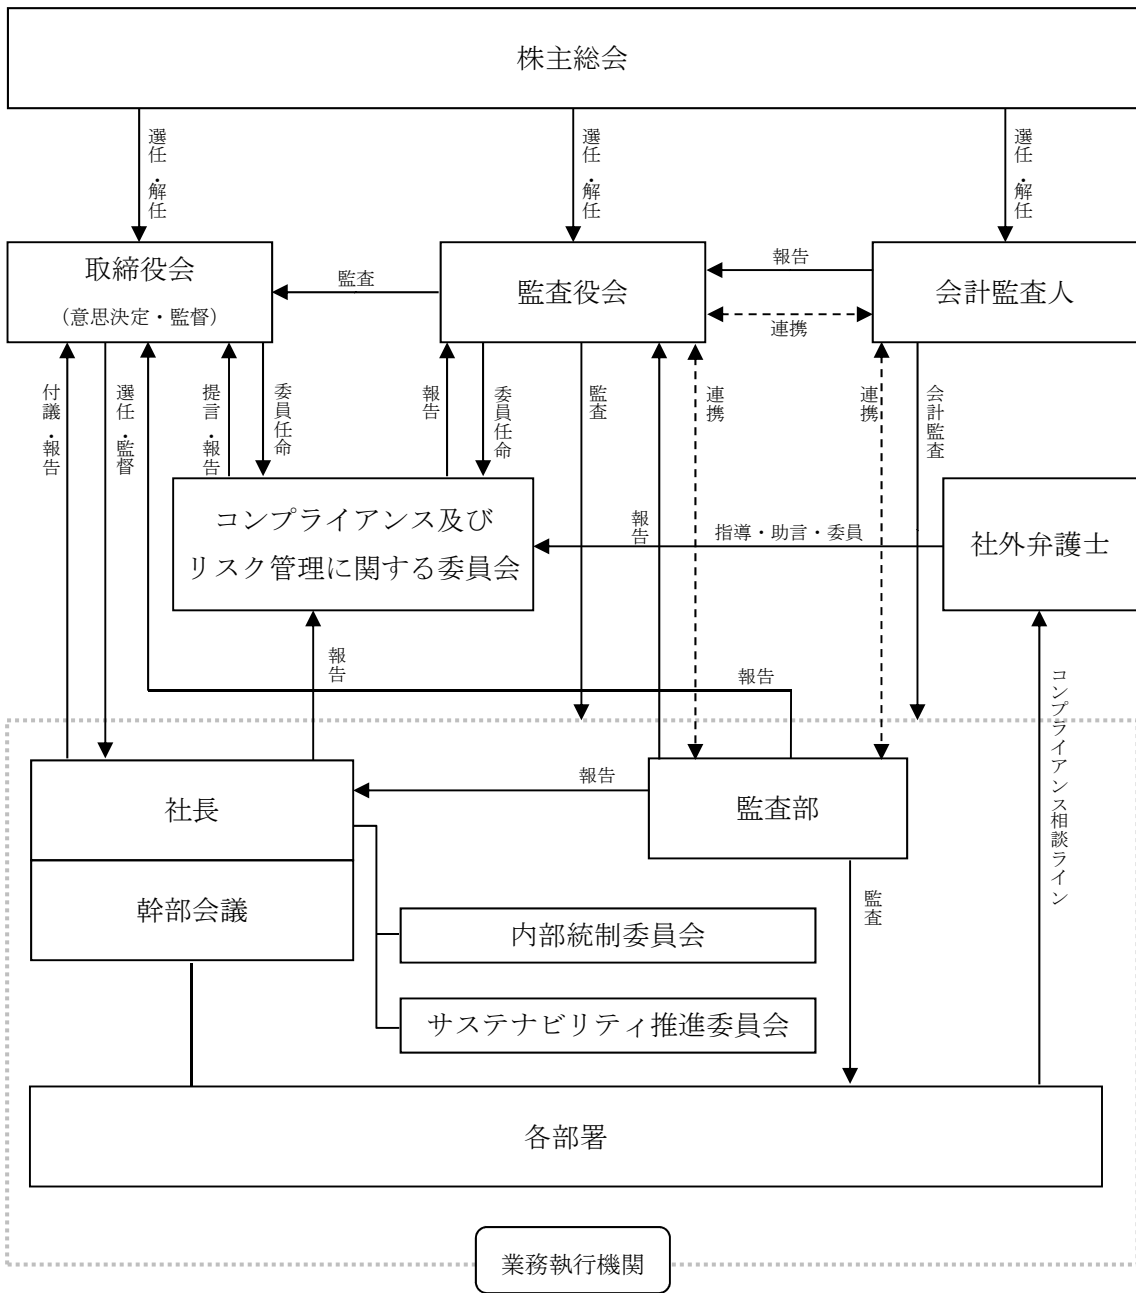 株主総会
選任・解任
選任・解任
選任・解任
取締役会
(意思決定・監督)
監査
監査役会
報告
連携
会計監査人
付議・報告
選任・監督
提言・報告
委員任命
報告
委員任命
監査
報告
連携
連携
会計監査
コンプライアンス及び
リスク管理に関する委員会
指導・助言・委員
社外弁護士
報告
報告
コンプライアンス相談ライン
社長
報告
監査部
幹部会議
監査
内部統制委員会
サステナビリティ推進委員会
各部署
業務執行機関